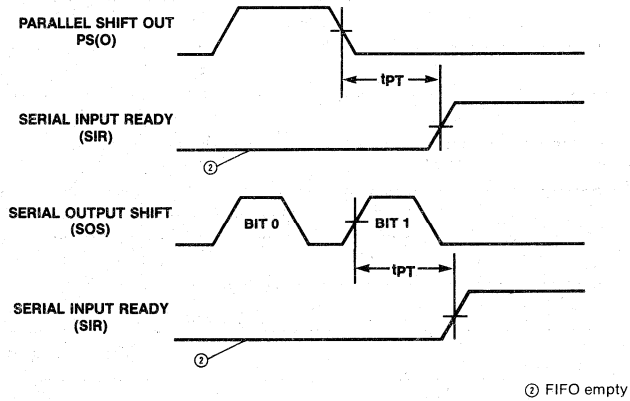 PARALLEL SHIFT OUT
PS(O)
tPT
SERIAL INPUT READY
(SIR)
②
SERIAL OUTPUT SHIFT
(SOS)
BIT 0
BIT 1
tPT
SERIAL INPUT READY
(SIR)
②
② FIFO empty